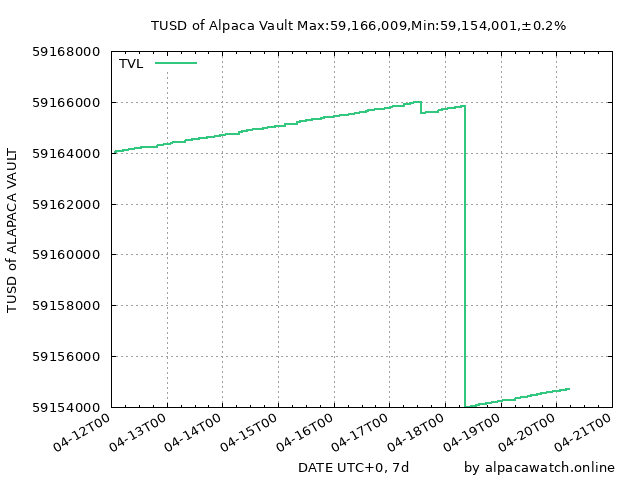 TUSD of Alpaca Vault Max:59,166,009,Min:59,154,001,±0.2%
TVL
59168000
59166000
59164000
59162000
59160000
59158000
59156000
59154000
TUSD of ALAPACA VAULT
04-12T00
04-13T00
04-14T00
04-15T00
04-16T00
04-17T00
04-18T00
04-19T00
04-20T00
04-21T00
DATE UTC+0, 7d
by alpacawatch.online